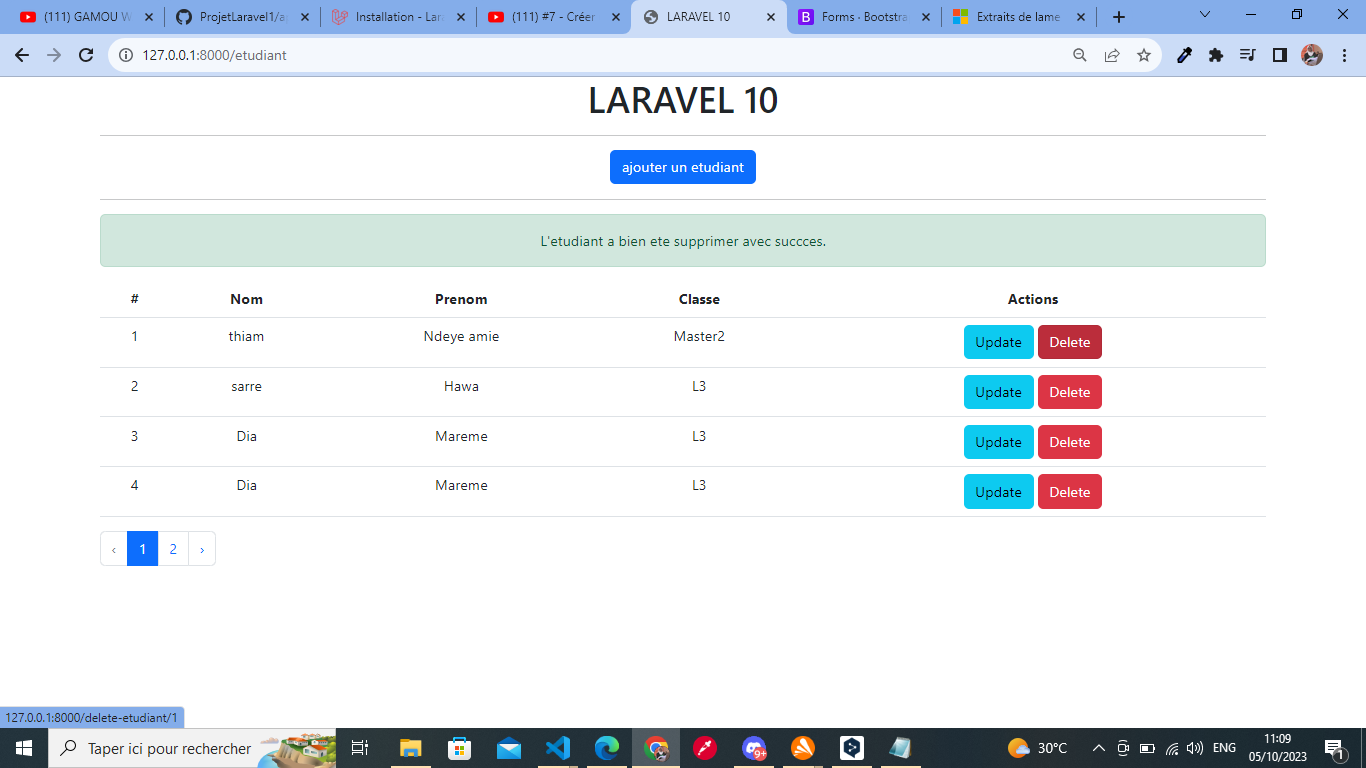 (111) GAMOU W
ProjetLaravel1/a
Installation - Lar
(111) #7 - Créer
LARAVEL 10
Forms · Bootstra
Extraits de lame
127.0.0.1:8000/etudiant
LARAVEL 10
ajouter un etudiant
L'etudiant a bien ete supprimer avec succces.
# Nom Prenom Classe Actions
1 thiam Ndeye amie Master2 Update Delete
2 sarre Hawa L3 Update Delete
3 Dia Mareme L3 Update Delete
4 Dia Mareme L3 Update Delete
‹ 1 2 ›
127.0.0.1:8000/delete-etudiant/1
Taper ici pour rechercher
9+
30°C
ENG
11:09
05/10/2023
1